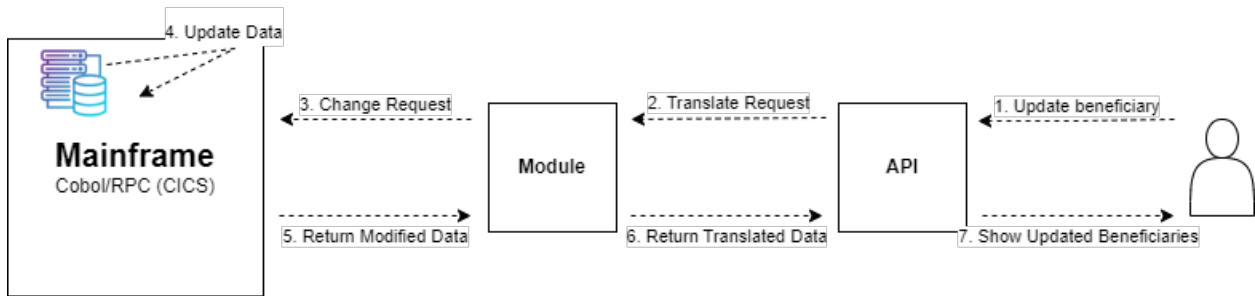 4. Update Data
3. Change Request
2. Translate Request
1. Update beneficiary
Mainframe
Cobol/RPC (CICS)
Module
API
5. Return Modified Data
6. Return Translated Data
7. Show Updated Beneficiaries